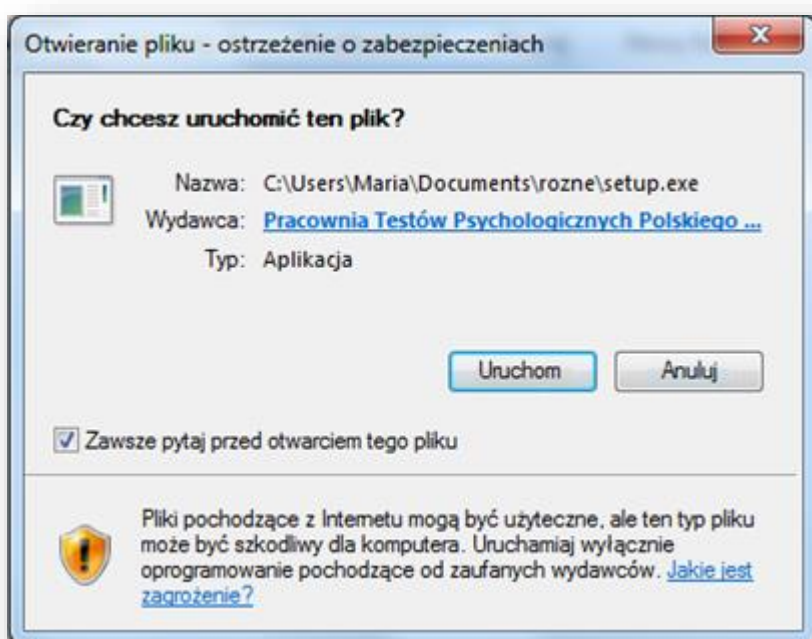 Otwieranie pliku - ostrzeżenie o zabezpieczeniach
Czy chcesz uruchomić ten plik?
Nazwa: C:\Users\Maria\Documents\rozne\setup.exe
Wydawca: Pracownia Testów Psychologicznych Polskiego ...
Typ: Aplikacja
Uruchom Anuluj
Zawsze pytaj przed otwarciem tego pliku
Pliki pochodzące z Internetu mogą być użyteczne, ale ten typ pliku
może być szkodliwy dla komputera. Uruchamiaj wyłącznie
oprogramowanie pochodzące od zaufanych wydawców. Jakie jest
zagrożenie?